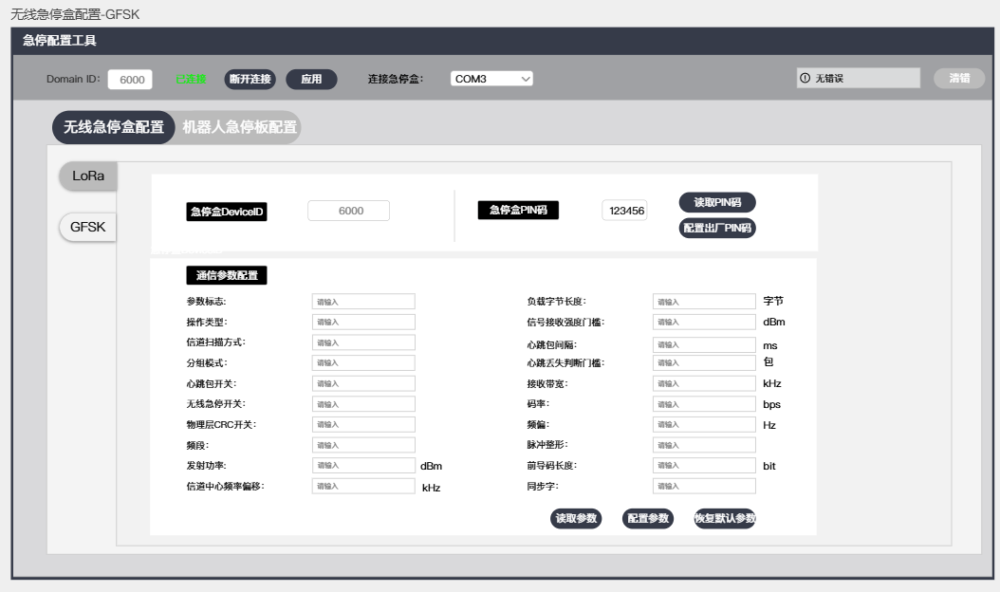 无线急停盒配置-GFSK
急停配置工具
Domain ID: 6000 已连接 断开连接 应用 连接急停盒: COM3 无错误 清错
无线急停盒配置 机器人急停板配置
LoRa
GFSK
急停盒DeviceID 6000 急停盒PIN码 123456 读取PIN码
配置出厂PIN码
通信参数配置
参数标志: 请输入 负载字节长度: 请输入 字节
操作类型: 请输入 信号接收强度门槛: 请输入 dBm
信道扫描方式: 请输入 心跳包间隔: 请输入 ms
分组模式: 请输入 心跳丢失判断门槛: 请输入 包
心跳包开关: 请输入 接收带宽: 请输入 kHz
无线急停开关: 请输入 码率: 请输入 bps
物理层CRC开关: 请输入 频偏: 请输入 Hz
频段: 请输入 脉冲整形: 请输入
发射功率: 请输入 dBm 前导码长度: 请输入 bit
信道中心频率偏移: 请输入 kHz 同步字: 请输入
读取参数 配置参数 恢复默认参数